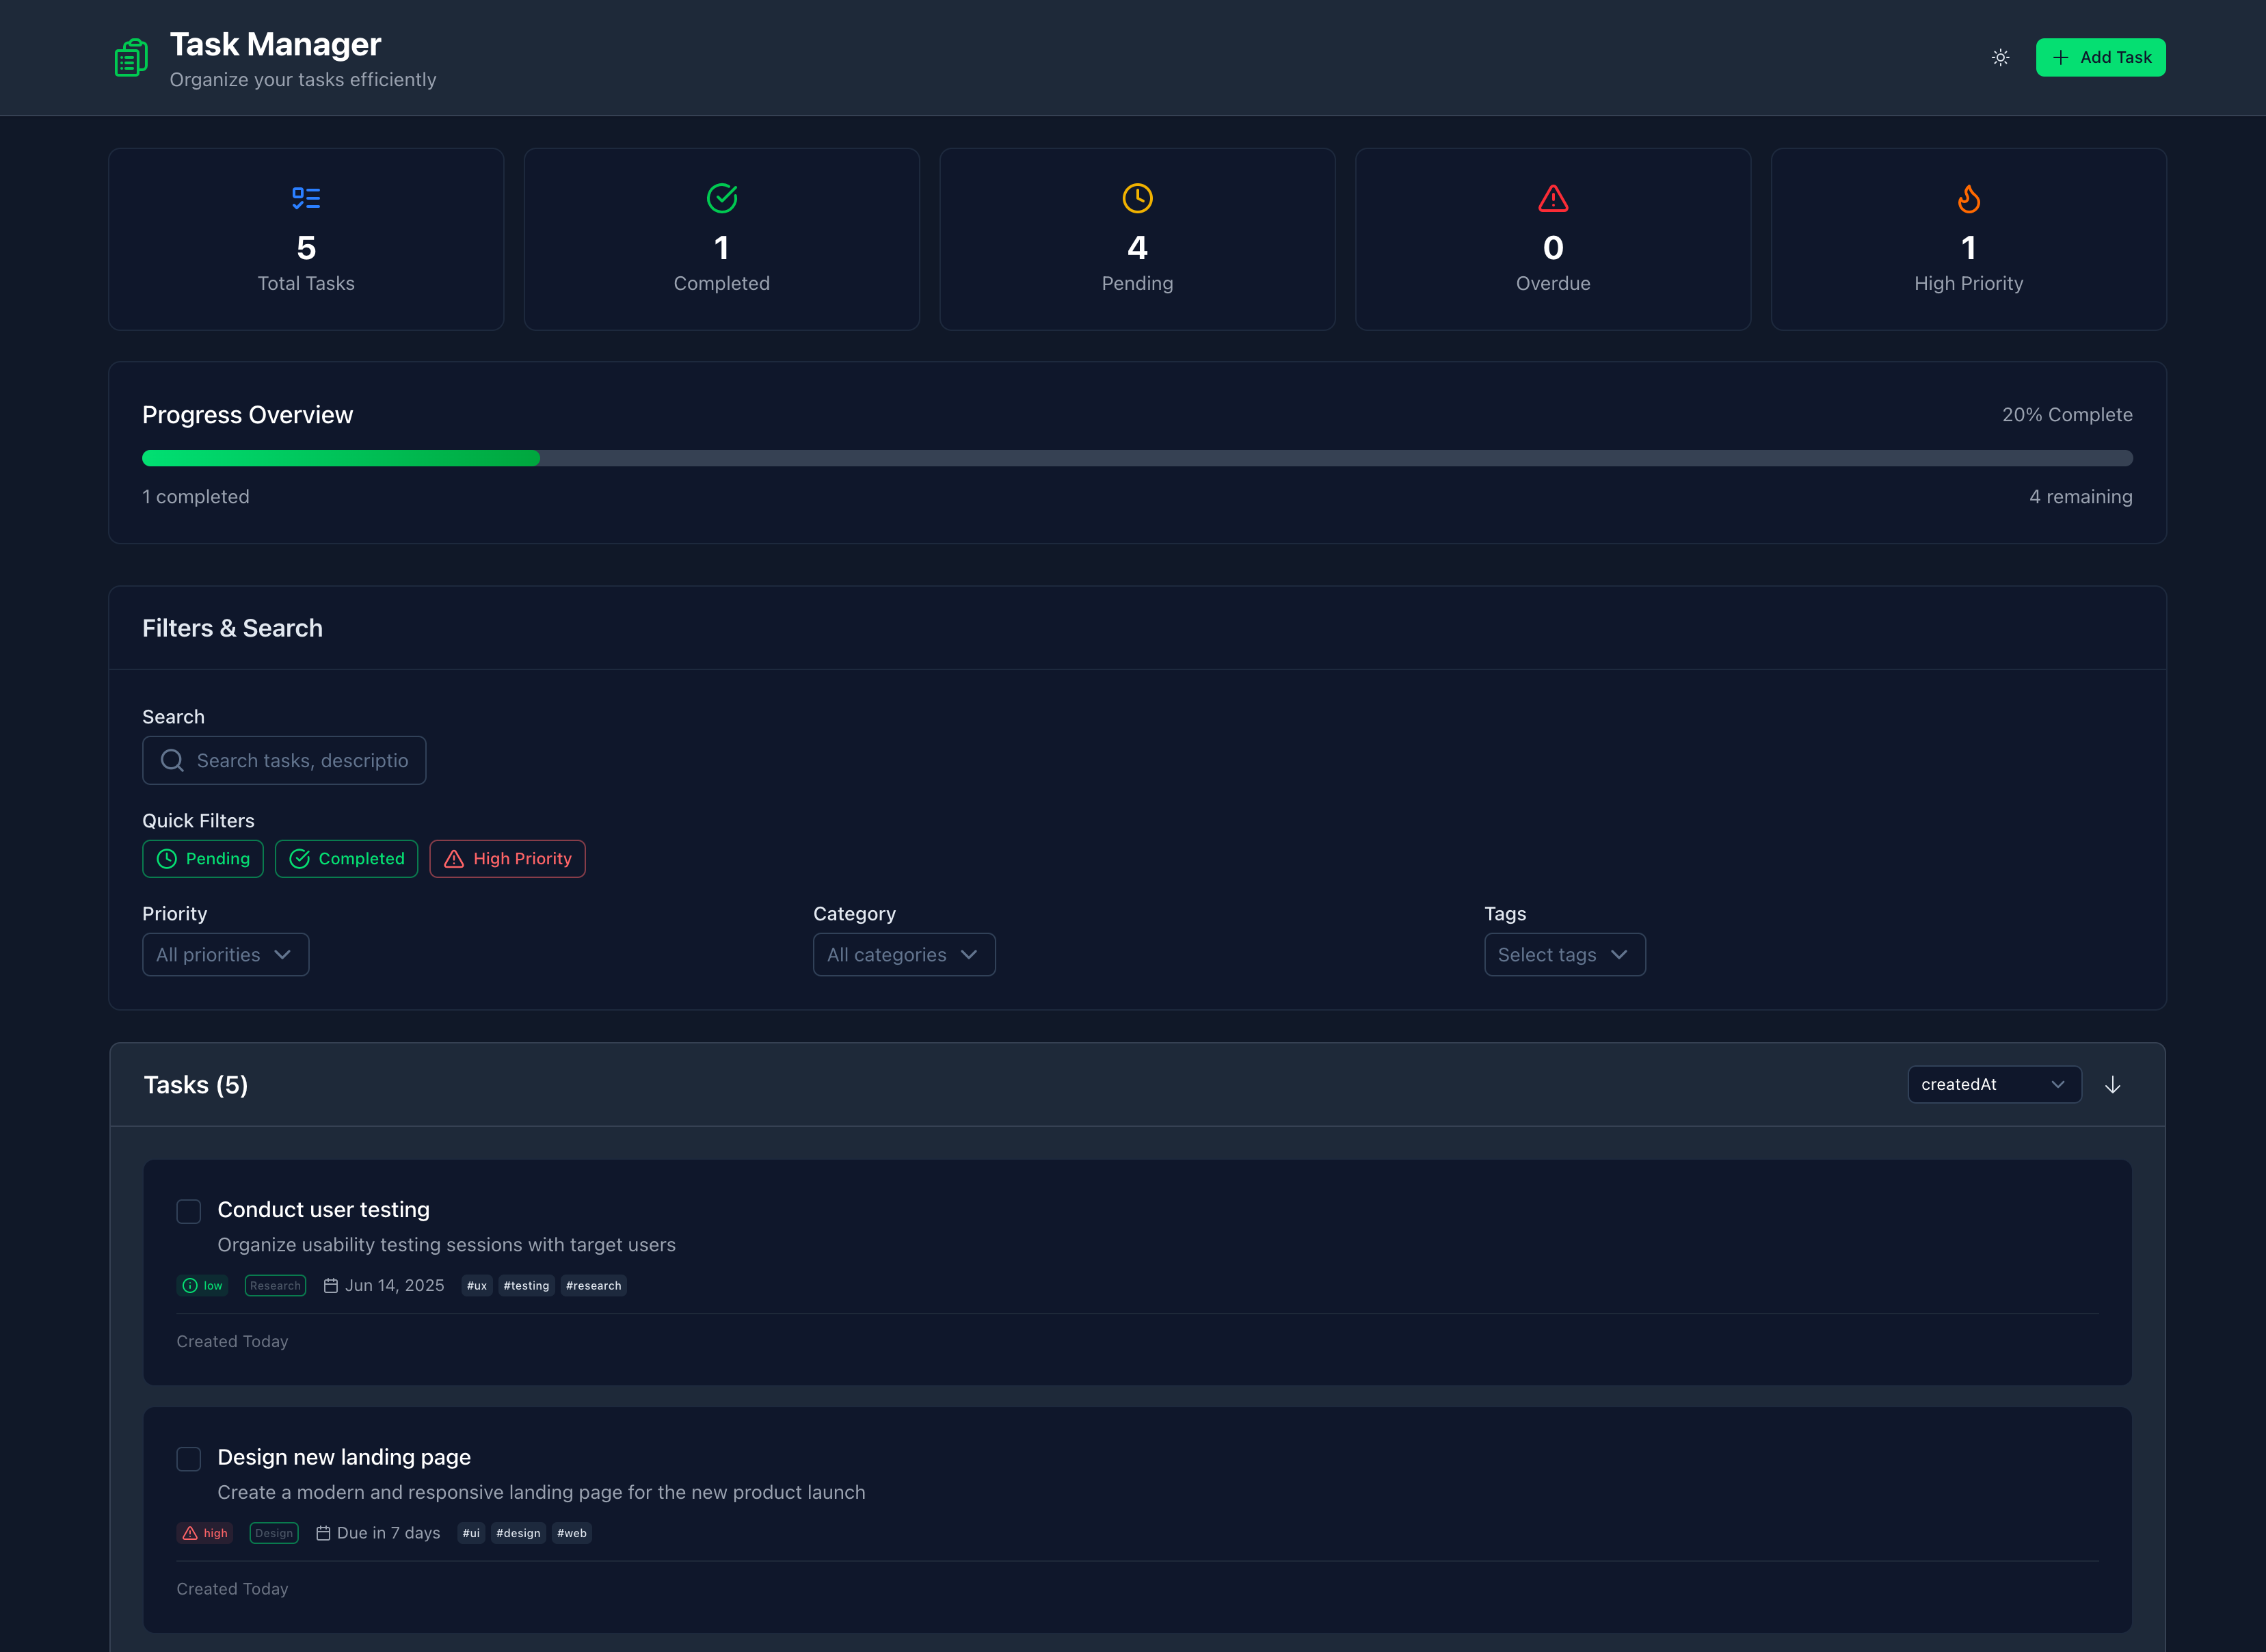 Task Manager
Organize your tasks efficiently
Add Task
5
Total Tasks
1
Completed
4
Pending
0
Overdue
1
High Priority
Progress Overview
20% Complete
1 completed
4 remaining
Filters & Search
Search
Search tasks, descriptio
Quick Filters
Pending
Completed
High Priority
Priority
Category
Tags
All priorities
All categories
Select tags
Tasks (5)
createdAt
Conduct user testing
Organize usability testing sessions with target users
low Research Jun 14, 2025 #ux #testing #research
Created Today
Design new landing page
Create a modern and responsive landing page for the new product launch
high Design Due in 7 days #ui #design #web
Created Today